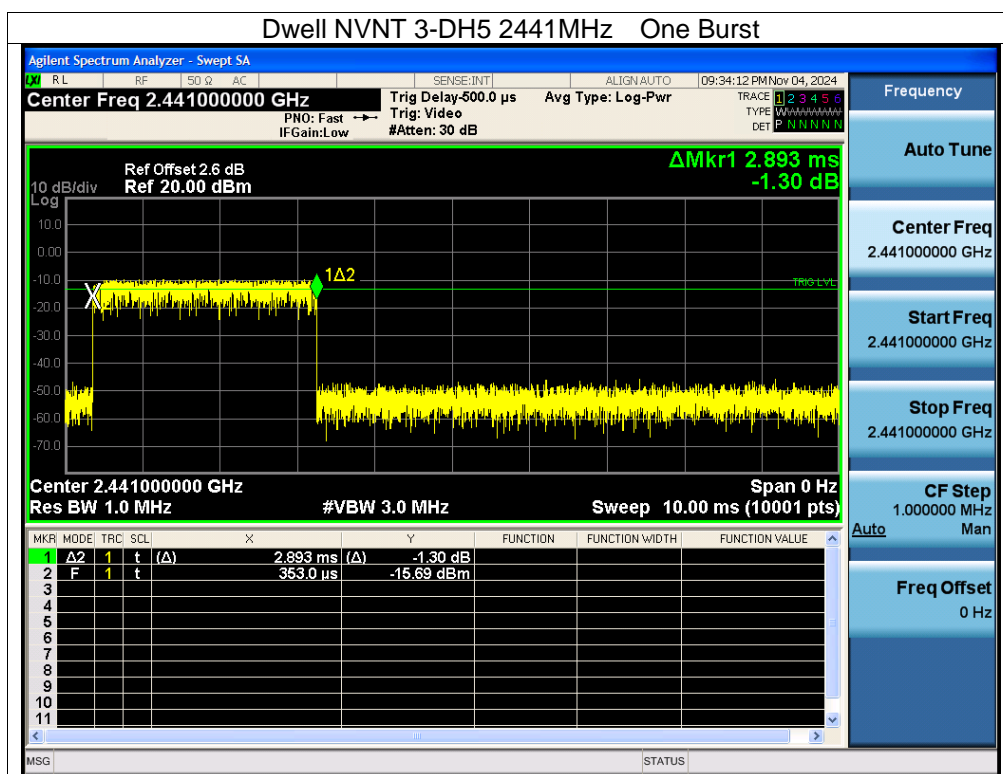 Dwell NVNT 3-DH5 2441MHz One Burst
Agilent Spectrum Analyzer - Swept SA
LXI RL RF 50 Ω AC SENSE:INT ALIGNAUTO 09:34:12 PM Nov 04, 2024
Center Freq 2.441000000 GHz Trig Delay-500.0 µs Avg Type: Log-Pwr TRACE 1 2 3 4 5 6
PNO: Fast Trig: Video TYPE WWWWWW
IFGain:Low #Atten: 30 dB DET P N N N N N
Frequency
Auto Tune
Center Freq
2.441000000 GHz
Start Freq
2.441000000 GHz
Stop Freq
2.441000000 GHz
CF Step
1.000000 MHz
Auto Man
Freq Offset
0 Hz
ΔMkr1 2.893 ms
-1.30 dB
Ref Offset 2.6 dB
10 dB/div Ref 20.00 dBm
Log
10.0
0.00
-10.0
-20.0
-30.0
-40.0
-50.0
-60.0
-70.0
1Δ2
TRIG LVL
Center 2.441000000 GHz Span 0 Hz
Res BW 1.0 MHz #VBW 3.0 MHz Sweep 10.00 ms (10001 pts)
MKR MODE TRC SCL X Y FUNCTION FUNCTION WIDTH FUNCTION VALUE
1 Δ2 1 t (Δ) 2.893 ms (Δ) -1.30 dB
2 F 1 t 353.0 µs -15.69 dBm
3
4
5
6
7
8
9
10
11
MSG STATUS